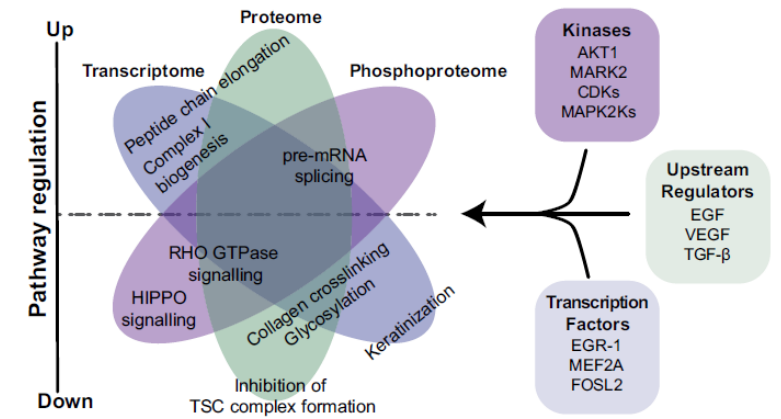 Up
Pathway regulation
Down
Proteome
Transcriptome
Phosphoproteome
Peptide chain elongation
Complex I
biogenesis
pre-mRNA
splicing
RHO GTPase
signalling
HIPPO
signalling
Collagen crosslinking
Glycosylation
Keratinization
Inhibition of
TSC complex formation
Kinases
AKT1
MARK2
CDKs
MAPK2Ks
Upstream
Regulators
EGF
VEGF
TGF-β
Transcription
Factors
EGR-1
MEF2A
FOSL2